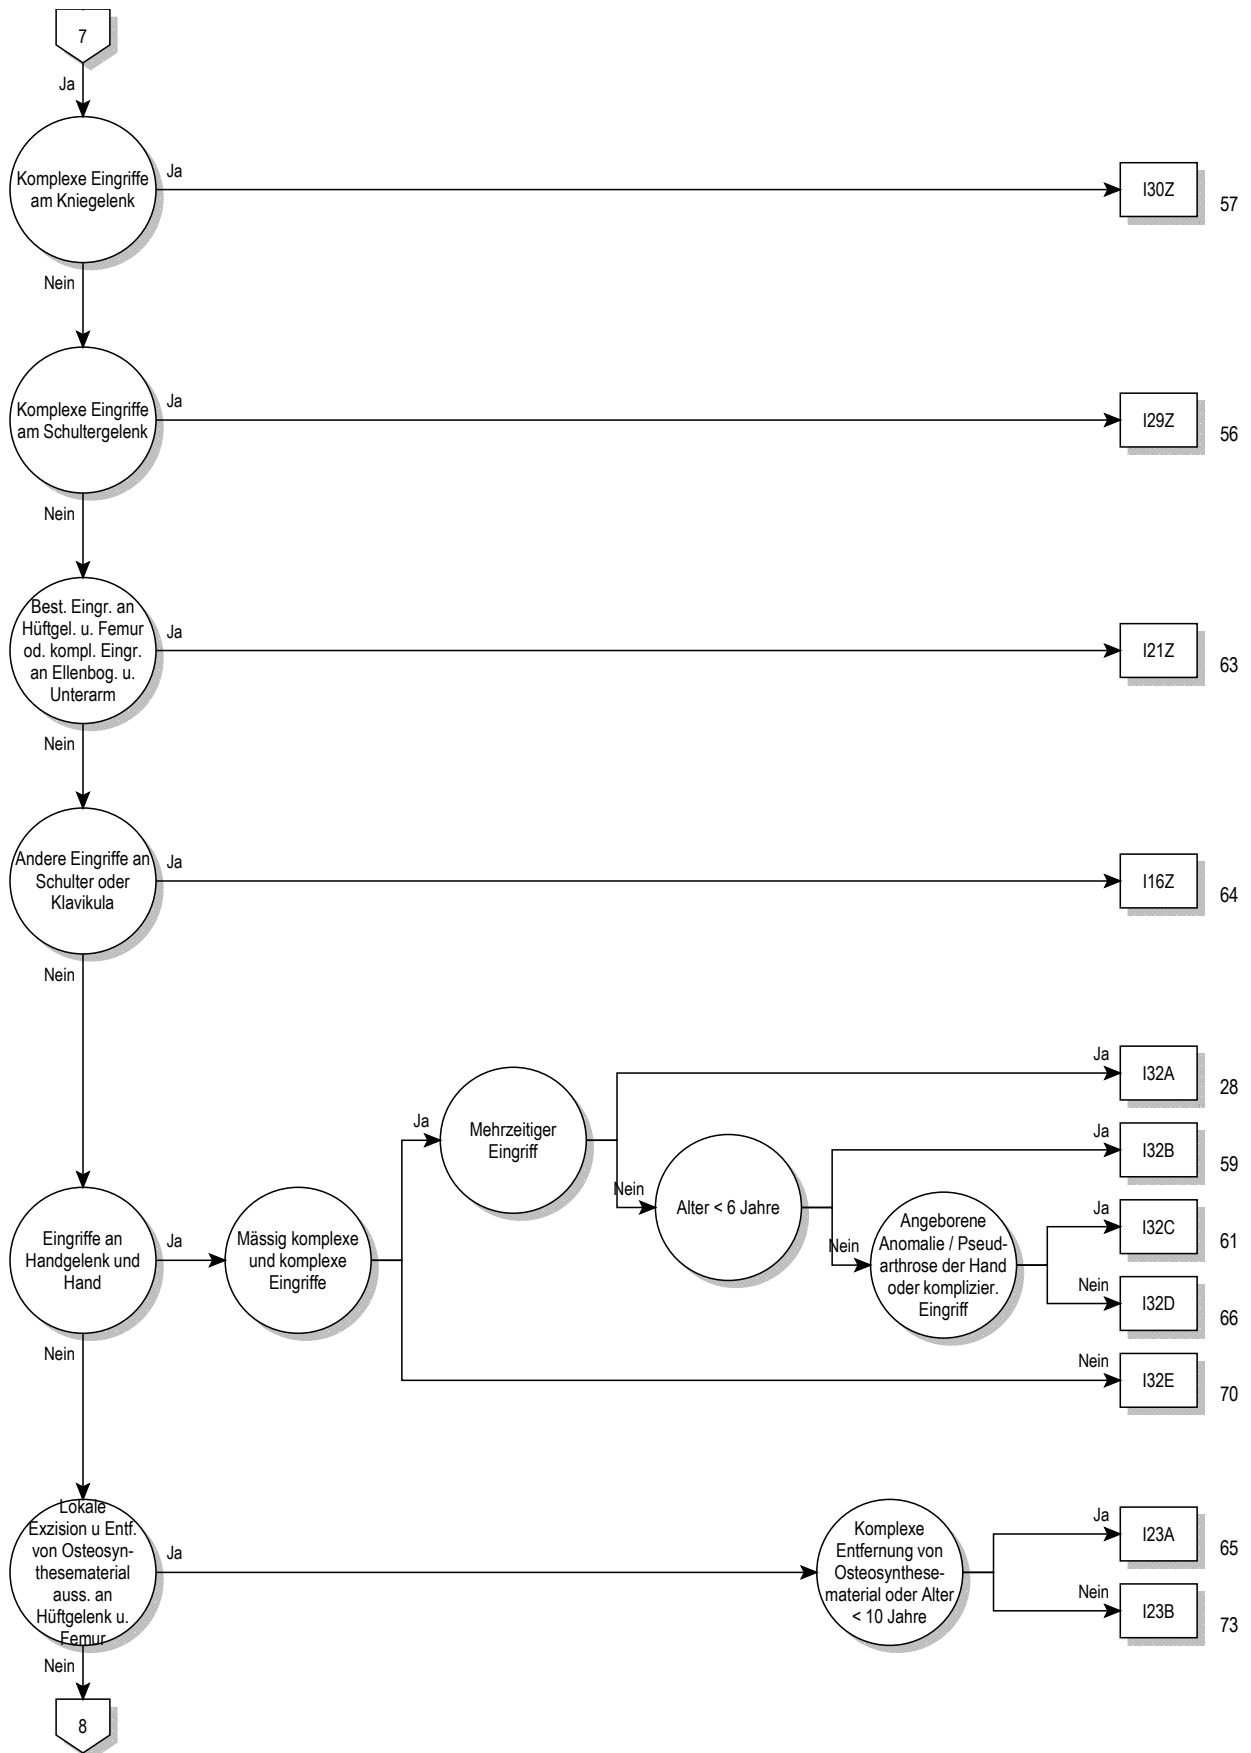 7
Ja
Komplexe Eingriffe
am Kniegelenk
Ja
I30Z
57
Nein
Komplexe Eingriffe
am Schultergelenk
Ja
I29Z
56
Nein
Best. Eingr. an
Hüftgel. u. Femur
od. kompl. Eingr.
an Ellenbog. u.
Unterarm
Ja
I21Z
63
Nein
Andere Eingriffe an
Schulter oder
Klavikula
Ja
I16Z
64
Nein
Eingriffe an
Handgelenk und
Hand
Ja
Mässig komplexe
und komplexe
Eingriffe
Ja
Mehrzeitiger
Eingriff
Ja
I32A
28
Nein
Alter < 6 Jahre
Ja
I32B
59
Nein
Angeborene
Anomalie / Pseud-
arthrose der Hand
oder komplizier.
Eingriff
Ja
I32C
61
Nein
I32D
66
Nein
I32E
70
Nein
Lokale
Exzision u Entf.
von Osteosyn-
thesematerial
auss. an
Hüftgelenk u.
Femur
Ja
Komplexe
Entfernung von
Osteosynthese-
material oder Alter
< 10 Jahre
Ja
I23A
65
Nein
I23B
73
Nein
8